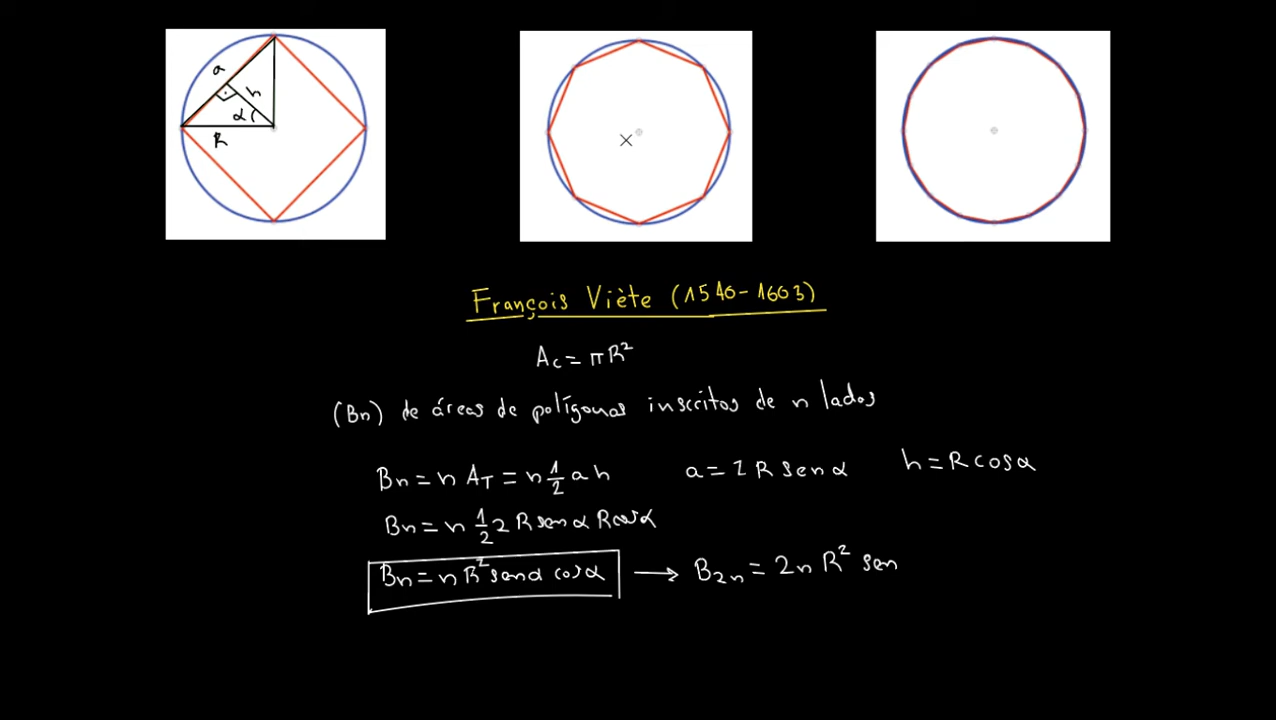 a
h
α
R
François Viète (1540-1603)
Ac = πR²
(Bn) de áreas de polígonos inscritos de n lados
Bn = n A_T = n 1/2 a h    a = 2 R sen α    h = R cos α
Bn = n 1/2 2 R sen α R cos α
Bn = n R² sen α cos α → B₂n = 2n R² sen